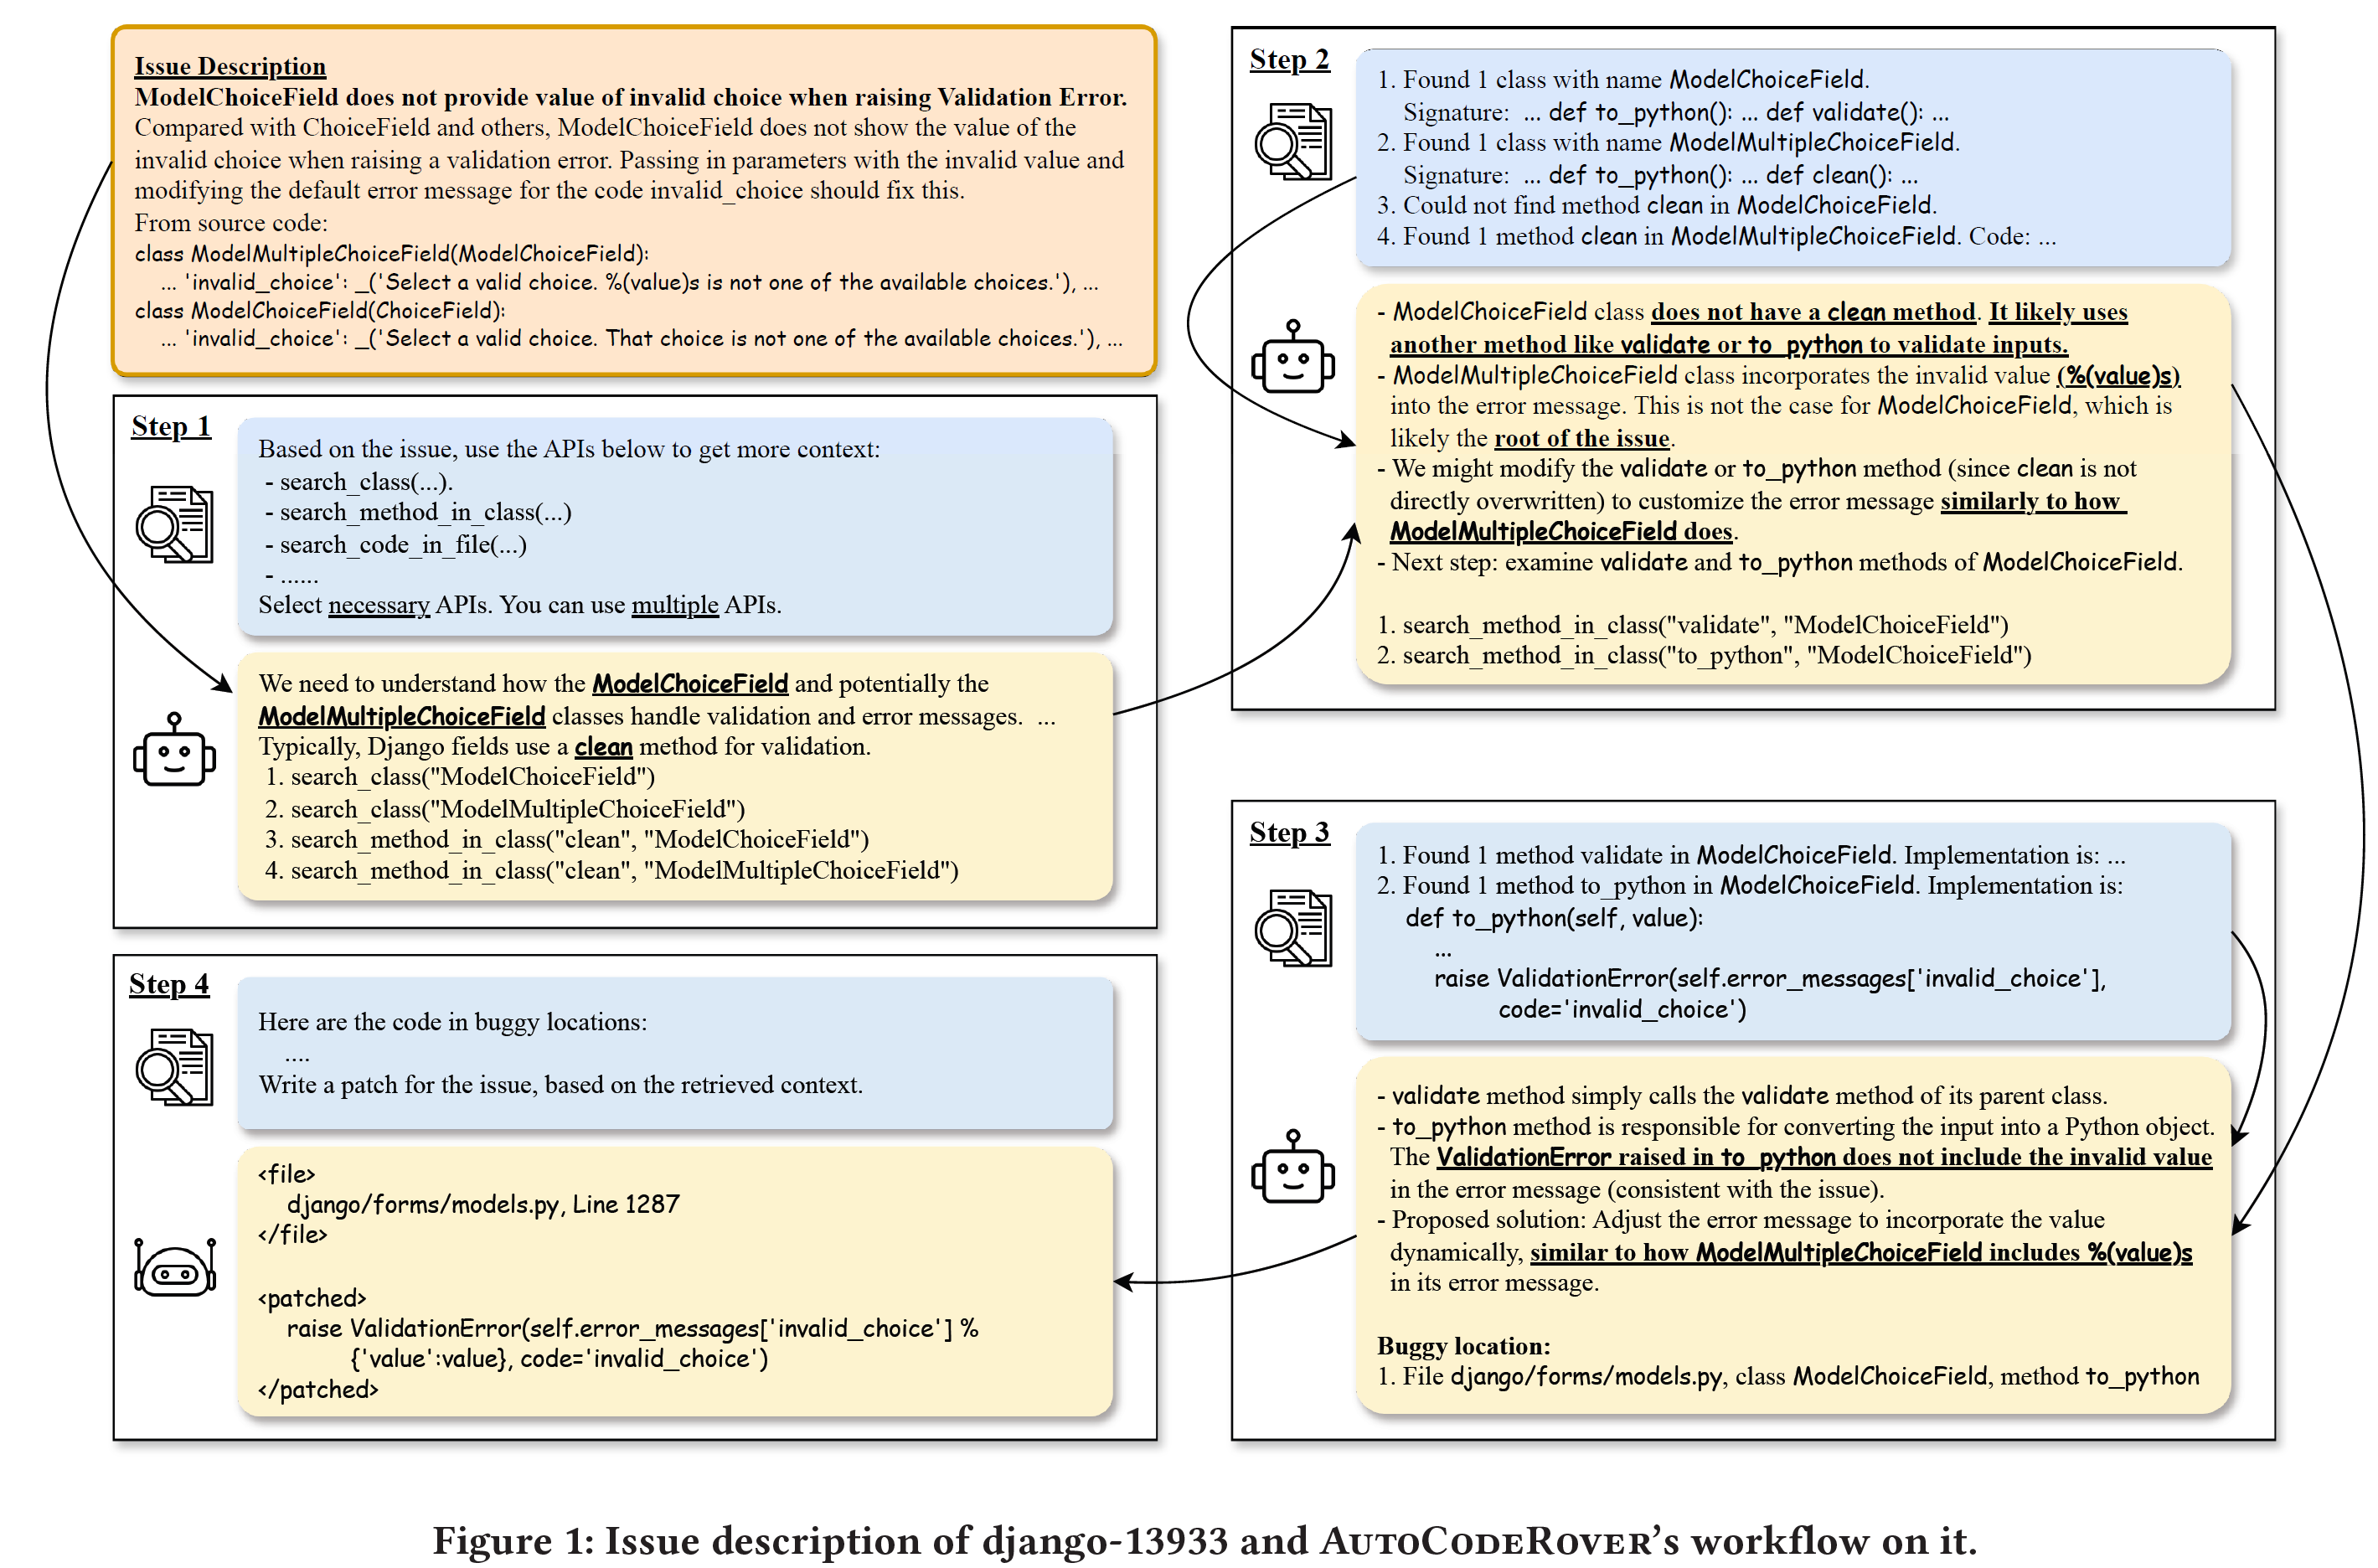 Issue Description
ModelChoiceField does not provide value of invalid choice when raising Validation Error.
Compared with ChoiceField and others, ModelChoiceField does not show the value of the
invalid choice when raising a validation error. Passing in parameters with the invalid value and
modifying the default error message for the code invalid_choice should fix this.
From source code:
class ModelMultipleChoiceField(ModelChoiceField):
... 'invalid_choice': _('Select a valid choice. %(value)s is not one of the available choices.'), ...
class ModelChoiceField(ChoiceField):
... 'invalid_choice': _('Select a valid choice. That choice is not one of the available choices.'), ...
Step 1
Based on the issue, use the APIs below to get more context:
- search_class(...).
- search_method_in_class(...)
- search_code_in_file(...)
- ......
Select necessary APIs. You can use multiple APIs.
We need to understand how the ModelChoiceField and potentially the
ModelMultipleChoiceField classes handle validation and error messages. ...
Typically, Django fields use a clean method for validation.
1. search_class("ModelChoiceField")
2. search_class("ModelMultipleChoiceField")
3. search_method_in_class("clean", "ModelChoiceField")
4. search_method_in_class("clean", "ModelMultipleChoiceField")
Step 2
1. Found 1 class with name ModelChoiceField.
Signature: ... def to_python(): ... def validate(): ...
2. Found 1 class with name ModelMultipleChoiceField.
Signature: ... def to_python(): ... def clean(): ...
3. Could not find method clean in ModelChoiceField.
4. Found 1 method clean in ModelMultipleChoiceField. Code: ...
- ModelChoiceField class does not have a clean method. It likely uses
another method like validate or to_python to validate inputs.
- ModelMultipleChoiceField class incorporates the invalid value (%(value)s)
into the error message. This is not the case for ModelChoiceField, which is
likely the root of the issue.
- We might modify the validate or to_python method (since clean is not
directly overwritten) to customize the error message similarly to how
ModelMultipleChoiceField does.
- Next step: examine validate and to_python methods of ModelChoiceField.
1. search_method_in_class("validate", "ModelChoiceField")
2. search_method_in_class("to_python", "ModelChoiceField")
Step 3
1. Found 1 method validate in ModelChoiceField. Implementation is: ...
2. Found 1 method to_python in ModelChoiceField. Implementation is:
def to_python(self, value):
...
raise ValidationError(self.error_messages['invalid_choice'],
code='invalid_choice')
- validate method simply calls the validate method of its parent class.
- to_python method is responsible for converting the input into a Python object.
The ValidationError raised in to_python does not include the invalid value
in the error message (consistent with the issue).
- Proposed solution: Adjust the error message to incorporate the value
dynamically, similar to how ModelMultipleChoiceField includes %(value)s
in its error message.
Buggy location:
1. File django/forms/models.py, class ModelChoiceField, method to_python
Step 4
Here are the code in buggy locations:
....
Write a patch for the issue, based on the retrieved context.
<file>
django/forms/models.py, Line 1287
</file>
<patched>
raise ValidationError(self.error_messages['invalid_choice'] %
{'value':value}, code='invalid_choice')
</patched>
Figure 1: Issue description of django-13933 and AUTOCODEROVER's workflow on it.